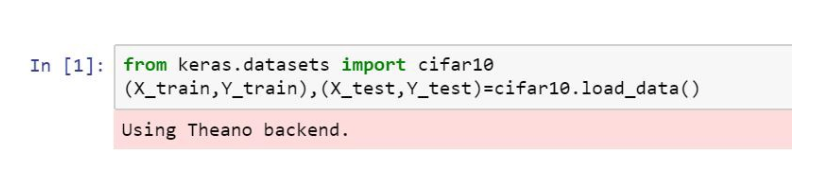 In [1]: from keras.datasets import cifar10
(X_train,Y_train),(X_test,Y_test)=cifar10.load_data()
Using Theano backend.